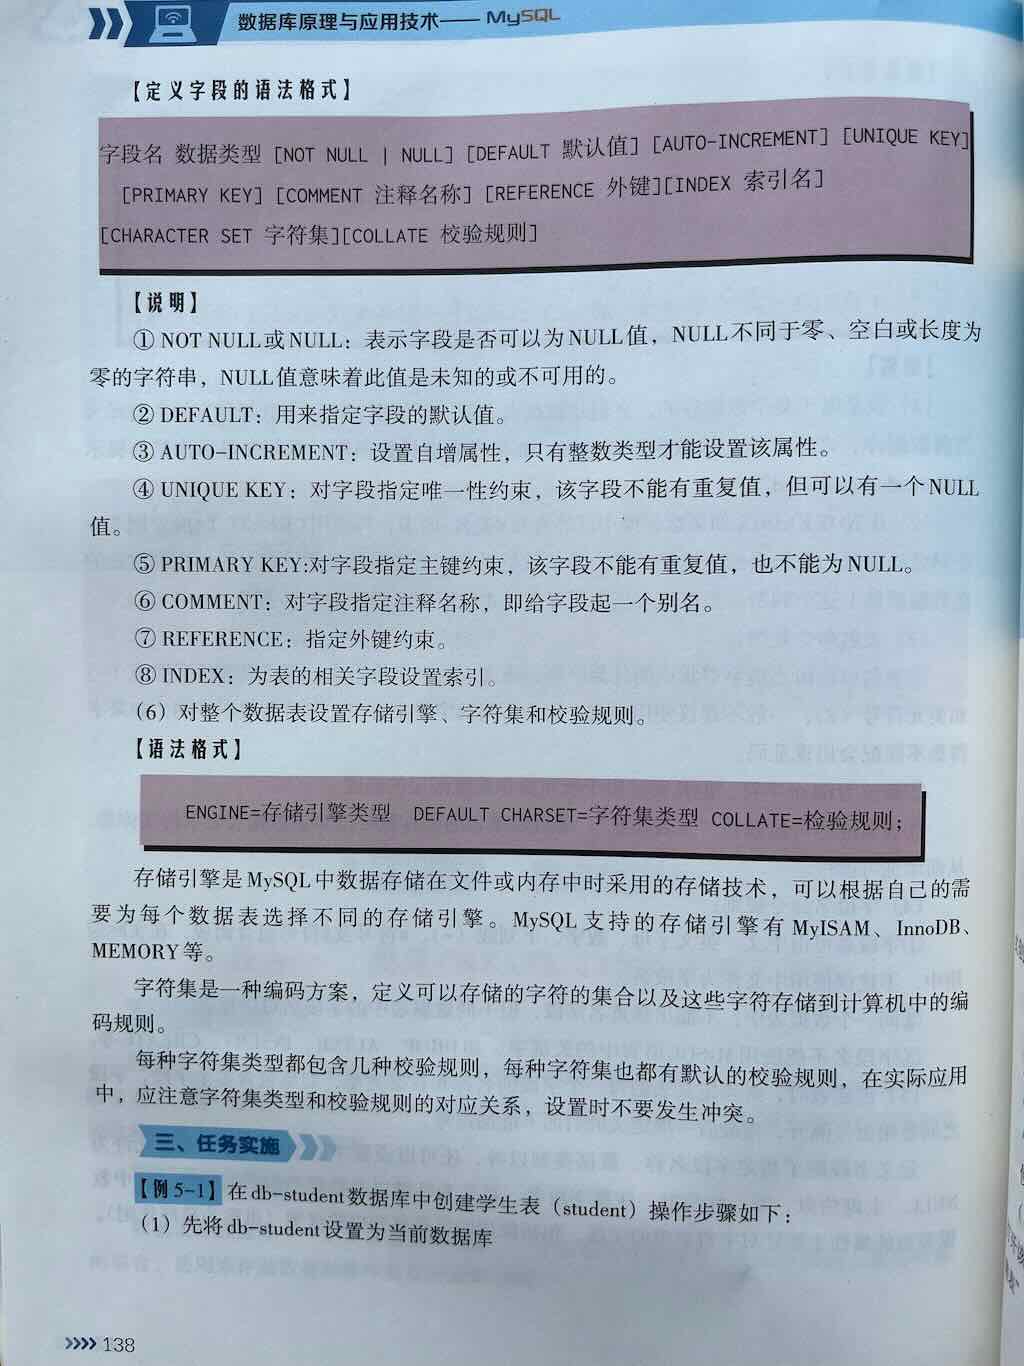 数据库原理与应用技术—— MySQL
【定义字段的语法格式】
字段名 数据类型 [NOT NULL | NULL] [DEFAULT 默认值] [AUTO-INCREMENT] [UNIQUE KEY]
[PRIMARY KEY] [COMMENT 注释名称] [REFERENCE 外键][INDEX 索引名]
[CHARACTER SET 字符集][COLLATE 校验规则]
【说明】
① NOT NULL或NULL：表示字段是否可以为NULL值，NULL不同于零、空白或长度为
零的字符串，NULL值意味着此值是未知的或不可用的。
② DEFAULT：用来指定字段的默认值。
③ AUTO-INCREMENT：设置自增属性，只有整数类型才能设置该属性。
④ UNIQUE KEY：对字段指定唯一性约束，该字段不能有重复值，但可以有一个NULL
值。
⑤ PRIMARY KEY:对字段指定主键约束，该字段不能有重复值，也不能为NULL。
⑥ COMMENT：对字段指定注释名称，即给字段起一个别名。
⑦ REFERENCE：指定外键约束。
⑧ INDEX：为表的相关字段设置索引。
（6）对整个数据表设置存储引擎、字符集和校验规则。
【语法格式】
ENGINE=存储引擎类型 DEFAULT CHARSET=字符集类型 COLLATE=检验规则；
存储引擎是MySQL中数据存储在文件或内存中时采用的存储技术，可以根据自己的需
要为每个数据表选择不同的存储引擎。MySQL支持的存储引擎有 MyISAM、InnoDB、
MEMORY等。
字符集是一种编码方案，定义可以存储的字符的集合以及这些字符存储到计算机中的编
码规则。
每种字符集类型都包含几种校验规则，每种字符集也都有默认的校验规则，在实际应用
中，应注意字符集类型和校验规则的对应关系，设置时不要发生冲突。
三、任务实施
【例5-1】在db-student数据库中创建学生表（student）操作步骤如下：
（1）先将db-student设置为当前数据库
138